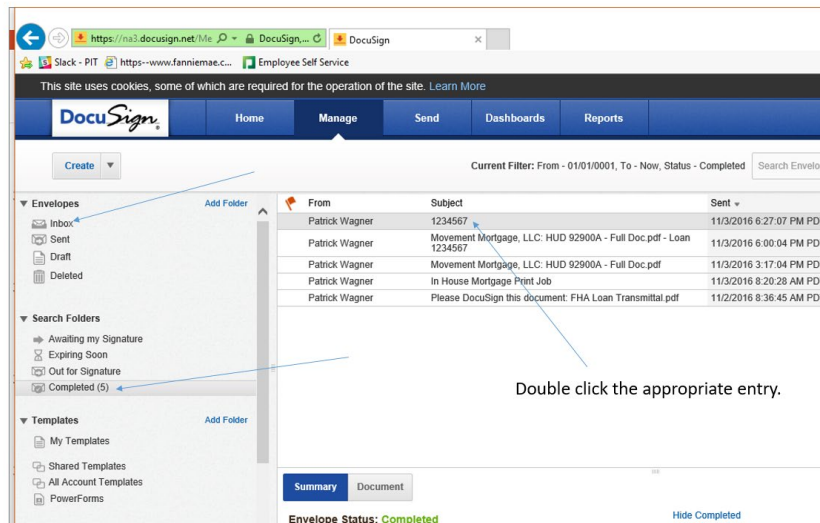 https://na3.docusign.net/Me DocuSign,... DocuSign
Slack - PIT https--www.fanniemae.c... Employee Self Service
This site uses cookies, some of which are required for the operation of the site. Learn More
DocuSign Home Manage Send Dashboards Reports
Create Current Filter: From - 01/01/0001, To - Now, Status - Completed Search Envelo
Envelopes Add Folder
Inbox
Sent
Draft
Deleted
Search Folders
Awaiting my Signature
Expiring Soon
Out for Signature
Completed (5)
Templates Add Folder
My Templates
Shared Templates
All Account Templates
PowerForms
From Subject Sent
Patrick Wagner 1234567 11/3/2016 6:27:07 PM PD
Patrick Wagner Movement Mortgage, LLC: HUD 92900A - Full Doc.pdf - Loan
1234567 11/3/2016 6:00:04 PM PD
Patrick Wagner Movement Mortgage, LLC: HUD 92900A - Full Doc.pdf 11/3/2016 3:17:04 PM PD
Patrick Wagner In House Mortgage Print Job 11/3/2016 8:20:28 AM PD
Patrick Wagner Please DocuSign this document: FHA Loan Transmittal.pdf 11/2/2016 8:36:45 AM PD
Double click the appropriate entry.
Summary Document
Envelope Status: Completed Hide Completed